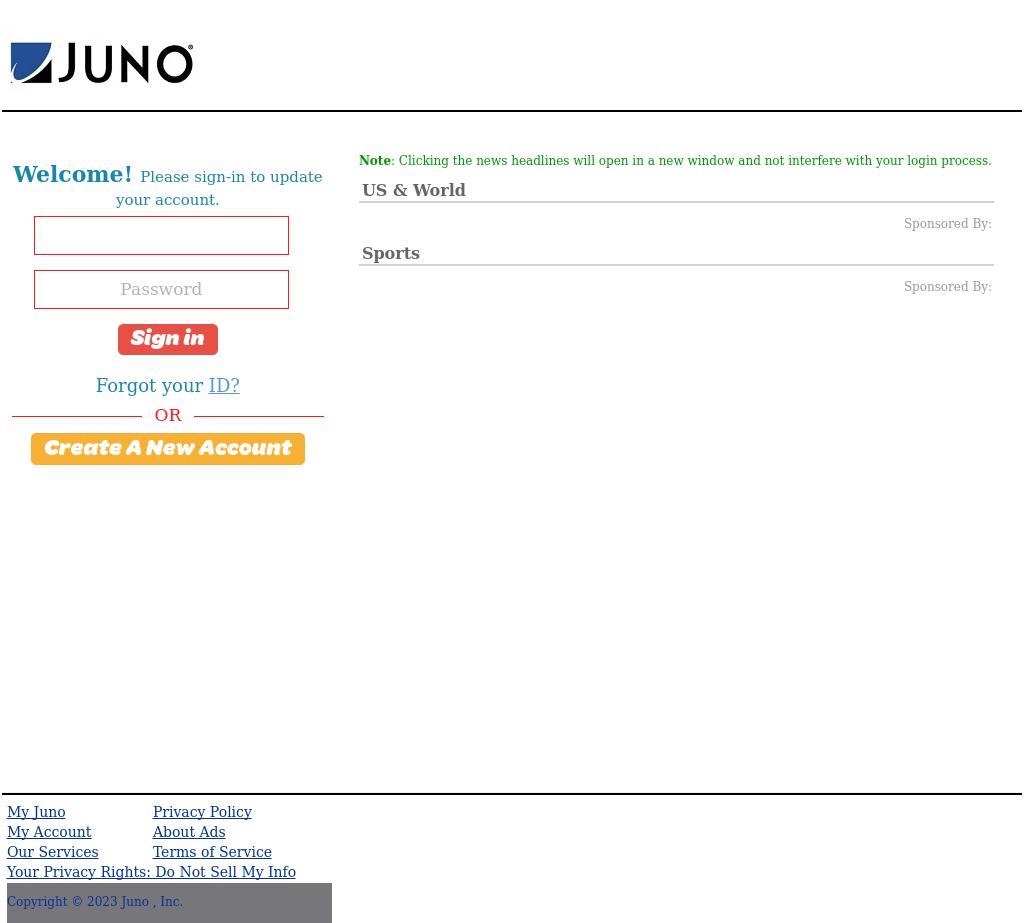 JUNO®
Welcome! Please sign-in to update
your account.
Password
Sign in
Forgot your ID?
OR
Create A New Account
Note: Clicking the news headlines will open in a new window and not interfere with your login process.
US & World
Sponsored By:
Sports
Sponsored By:
My Juno Privacy Policy
My Account About Ads
Our Services Terms of Service
Your Privacy Rights: Do Not Sell My Info
Copyright © 2023 Juno , Inc.